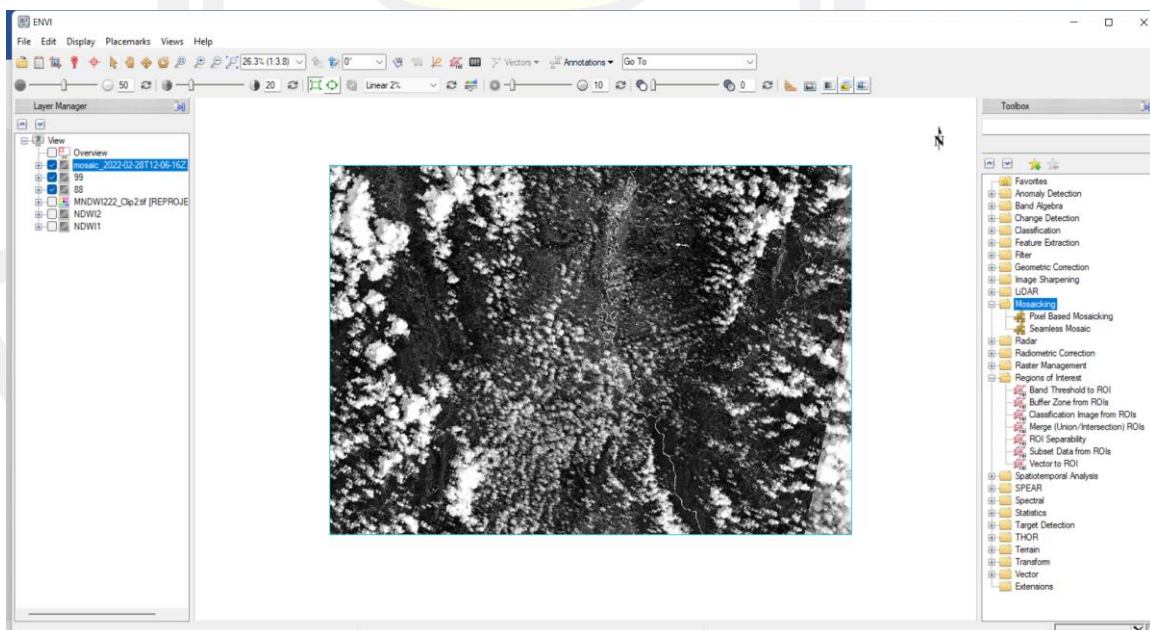 ENVI
File Edit Display Placemarks Views Help
26.3% (1:3.8) 0° Vectors Annotations Go To
50 20 Linear 2% 10 0
Layer Manager
View
Overview
mosaic_2022-02-28T12-06-16Z
99
88
MNDWI222_Clip2.tif [REPROJE
NDWI2
NDWI1
N
Toolbox
Favorites
Anomaly Detection
Band Algebra
Change Detection
Classification
Feature Extraction
Filter
Geometric Correction
Image Sharpening
LiDAR
Mosaicking
Pixel Based Mosaicking
Seamless Mosaic
Radar
Radiometric Correction
Raster Management
Regions of Interest
Band Threshold to ROI
Buffer Zone from ROIs
Classification Image from ROIs
Merge (Union/Intersection) ROIs
ROI Separability
Subset Data from ROIs
Vector to ROI
Spatiotemporal Analysis
SPEAR
Spectral
Statistics
Target Detection
THOR
Terrain
Transform
Vector
Extensions